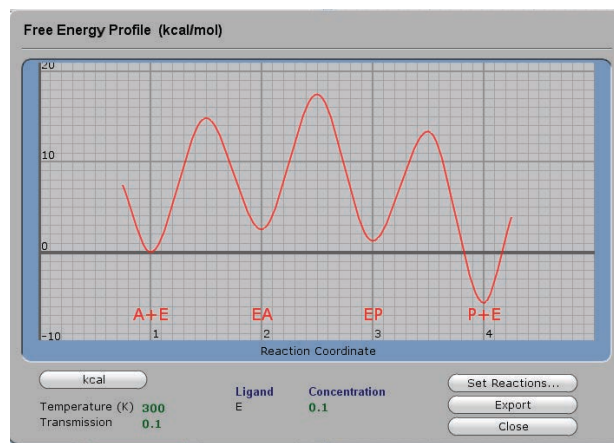 Free Energy Profile (kcal/mol)
20
10
0
-10
A+E EA EP P+E
1 2 3 4
Reaction Coordinate
kcal
Set Reactions...
Ligand Concentration
Temperature (K) 300
E 0.1
Export
Transmission 0.1
Close